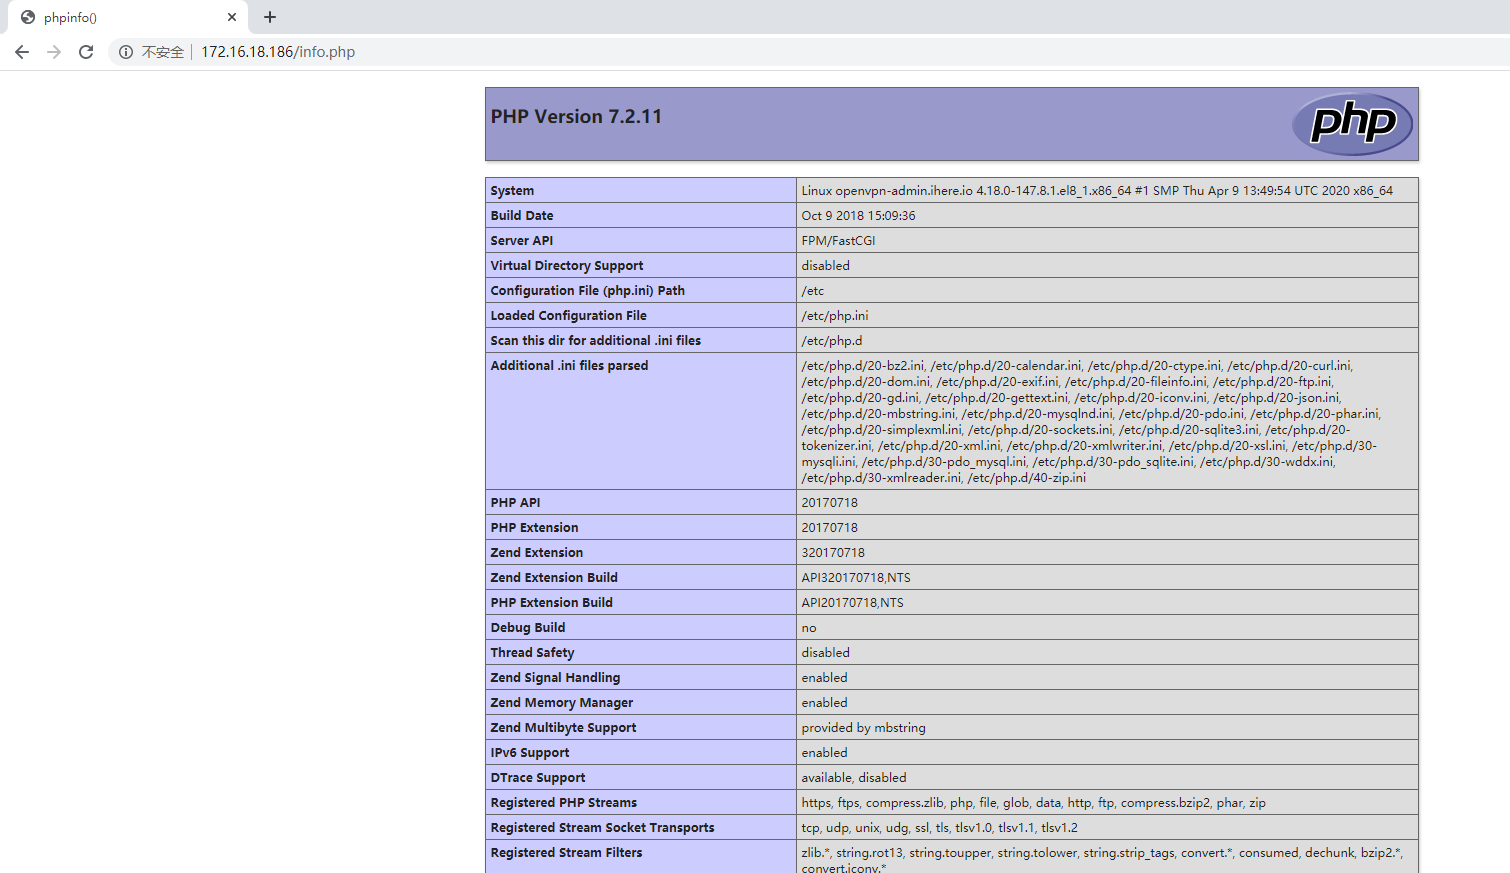 phpinfo()
不安全 172.16.18.186/info.php
PHP Version 7.2.11
php
System Linux openvpn-admin.ihere.io 4.18.0-147.8.1.el8_1.x86_64 #1 SMP Thu Apr 9 13:49:54 UTC 2020 x86_64
Build Date Oct 9 2018 15:09:36
Server API FPM/FastCGI
Virtual Directory Support disabled
Configuration File (php.ini) Path /etc
Loaded Configuration File /etc/php.ini
Scan this dir for additional .ini files /etc/php.d
Additional .ini files parsed /etc/php.d/20-bz2.ini, /etc/php.d/20-calendar.ini, /etc/php.d/20-ctype.ini, /etc/php.d/20-curl.ini,
/etc/php.d/20-dom.ini, /etc/php.d/20-exif.ini, /etc/php.d/20-fileinfo.ini, /etc/php.d/20-ftp.ini,
/etc/php.d/20-gd.ini, /etc/php.d/20-gettext.ini, /etc/php.d/20-iconv.ini, /etc/php.d/20-json.ini,
/etc/php.d/20-mbstring.ini, /etc/php.d/20-mysqlnd.ini, /etc/php.d/20-pdo.ini, /etc/php.d/20-phar.ini,
/etc/php.d/20-simplexml.ini, /etc/php.d/20-sockets.ini, /etc/php.d/20-sqlite3.ini, /etc/php.d/20-
tokenizer.ini, /etc/php.d/20-xml.ini, /etc/php.d/20-xmlwriter.ini, /etc/php.d/20-xsl.ini, /etc/php.d/30-
mysqli.ini, /etc/php.d/30-pdo_mysql.ini, /etc/php.d/30-pdo_sqlite.ini, /etc/php.d/30-wddx.ini,
/etc/php.d/30-xmlreader.ini, /etc/php.d/40-zip.ini
PHP API 20170718
PHP Extension 20170718
Zend Extension 320170718
Zend Extension Build API320170718,NTS
PHP Extension Build API20170718,NTS
Debug Build no
Thread Safety disabled
Zend Signal Handling enabled
Zend Memory Manager enabled
Zend Multibyte Support provided by mbstring
IPv6 Support enabled
DTrace Support available, disabled
Registered PHP Streams https, ftps, compress.zlib, php, file, glob, data, http, ftp, compress.bzip2, phar, zip
Registered Stream Socket Transports tcp, udp, unix, udg, ssl, tls, tlsv1.0, tlsv1.1, tlsv1.2
Registered Stream Filters zlib.*, string.rot13, string.toupper, string.tolower, string.strip_tags, convert.*, consumed, dechunk, bzip2.*,
convert.iconv.*